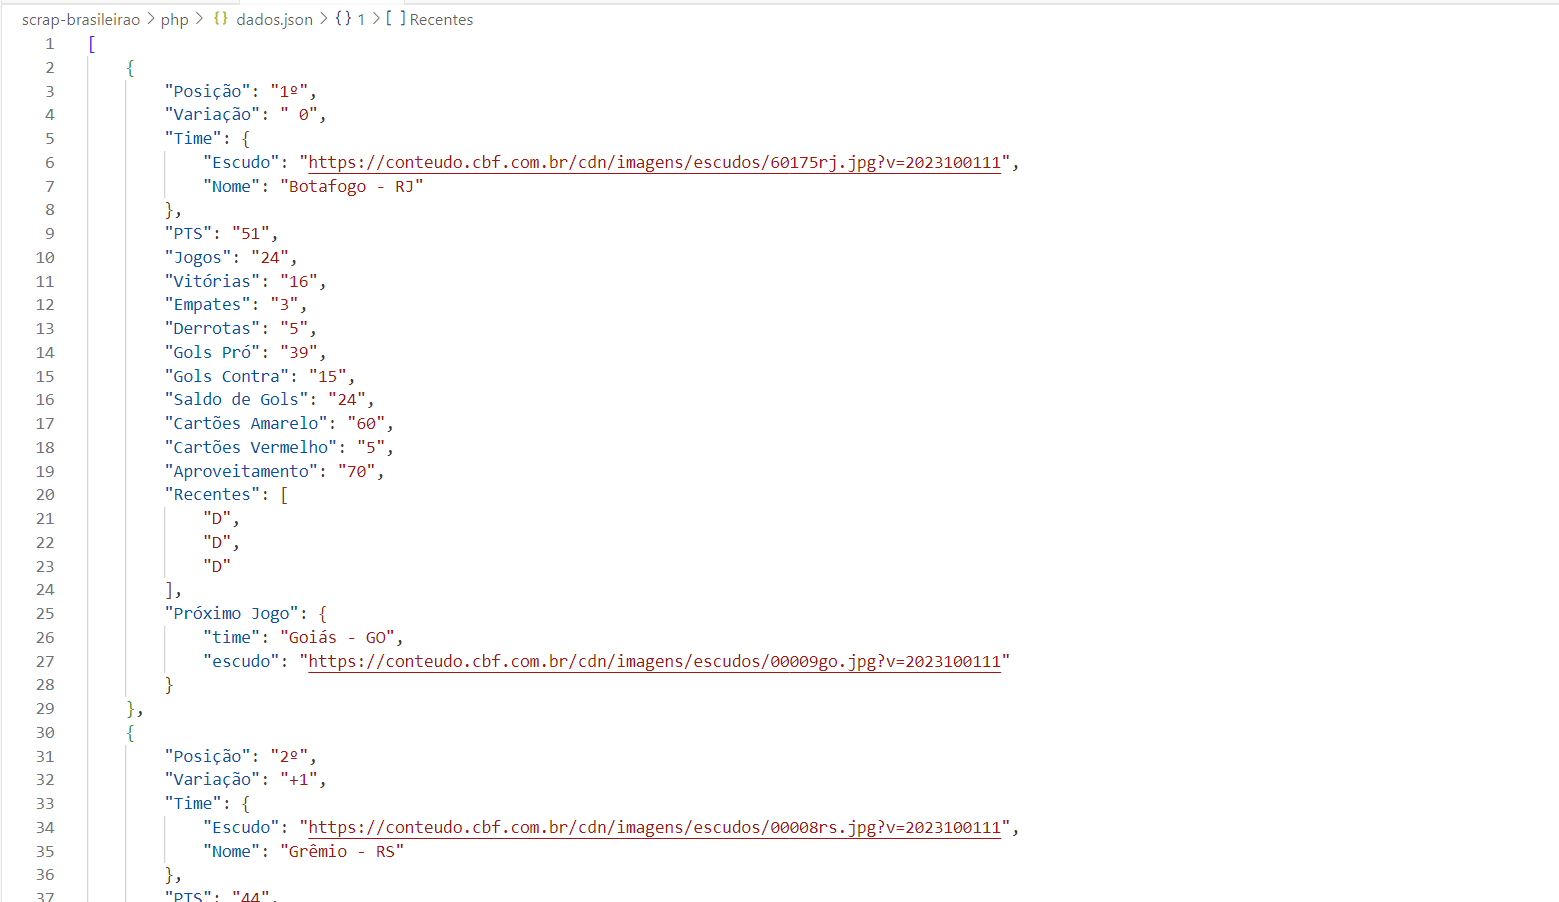 scrap-brasileirao > php > {} dados.json > {} 1 > [ ] Recentes
1 [
2 {
3 "Posição": "1º",
4 "Variação": " 0",
5 "Time": {
6 "Escudo": "https://conteudo.cbf.com.br/cdn/imagens/escudos/60175rj.jpg?v=2023100111",
7 "Nome": "Botafogo - RJ"
8 },
9 "PTS": "51",
10 "Jogos": "24",
11 "Vitórias": "16",
12 "Empates": "3",
13 "Derrotas": "5",
14 "Gols Pró": "39",
15 "Gols Contra": "15",
16 "Saldo de Gols": "24",
17 "Cartões Amarelo": "60",
18 "Cartões Vermelho": "5",
19 "Aproveitamento": "70",
20 "Recentes": [
21 "D",
22 "D",
23 "D"
24 ],
25 "Próximo Jogo": {
26 "time": "Goiás - GO",
27 "escudo": "https://conteudo.cbf.com.br/cdn/imagens/escudos/00009go.jpg?v=2023100111"
28 }
29 },
30 {
31 "Posição": "2º",
32 "Variação": "+1",
33 "Time": {
34 "Escudo": "https://conteudo.cbf.com.br/cdn/imagens/escudos/00008rs.jpg?v=2023100111",
35 "Nome": "Grêmio - RS"
36 },
37 "PTS": "44",